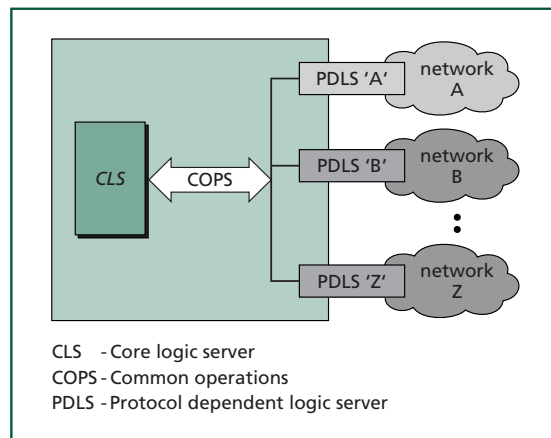 PDLS 'A'
network
A
CLS
COPS
PDLS 'B'
network
B
PDLS 'Z'
network
Z
CLS - Core logic server
COPS - Common operations
PDLS - Protocol dependent logic server